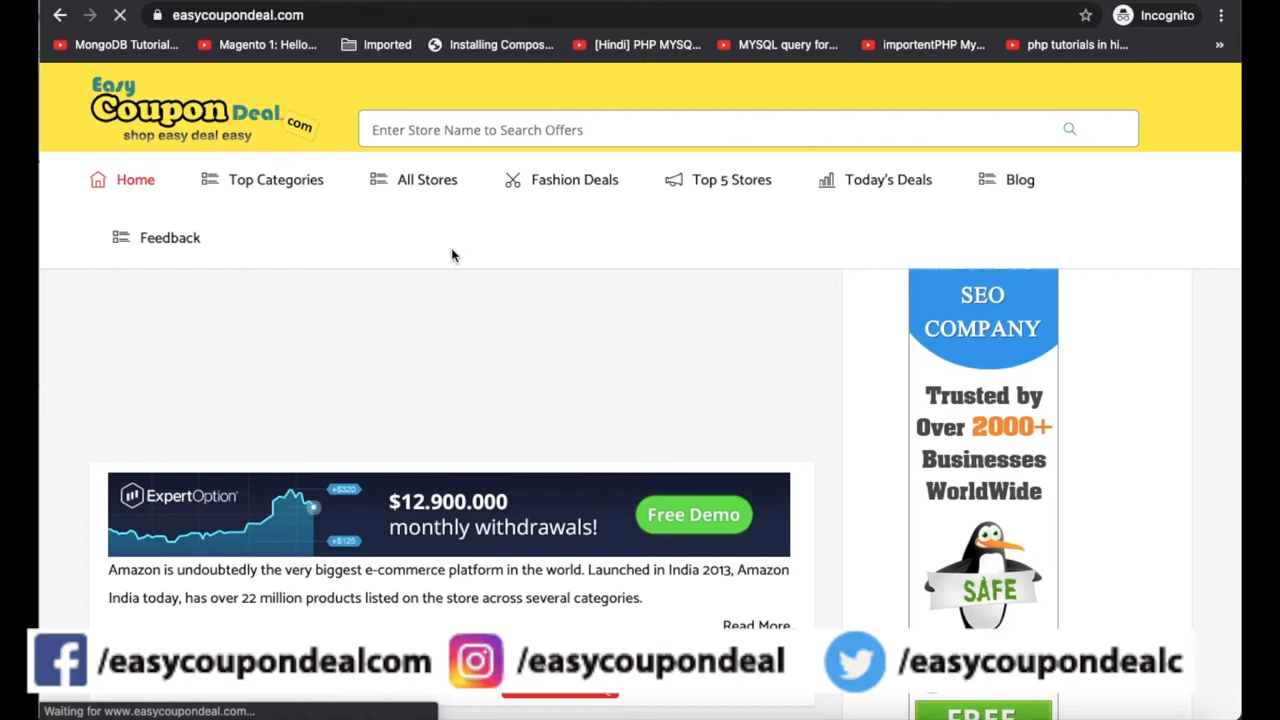 easycoupondeal.com
Incognito
MongoDB Tutorial...
Magento 1: Hello...
Imported
Installing Compos...
[Hindi] PHP MYSQ...
MYSQL query for...
importentPHP My...
php tutorials in hi...
»
Easy
Coupon Deal.com
shop easy deal easy
Enter Store Name to Search Offers
Home
Top Categories
All Stores
Fashion Deals
Top 5 Stores
Today's Deals
Blog
Feedback
SEO
COMPANY
Trusted by
Over 2000+
Businesses
WorldWide
SAFE
FREE
ExpertOption
+$320
+$125
$12.900.000
monthly withdrawals!
Free Demo
Amazon is undoubtedly the very biggest e-commerce platform in the world. Launched in India 2013, Amazon
India today, has over 22 million products listed on the store across several categories.
Read More
/easycoupondealcom
/easycoupondeal
/easycoupondealc
Waiting for www.easycoupondeal.com...